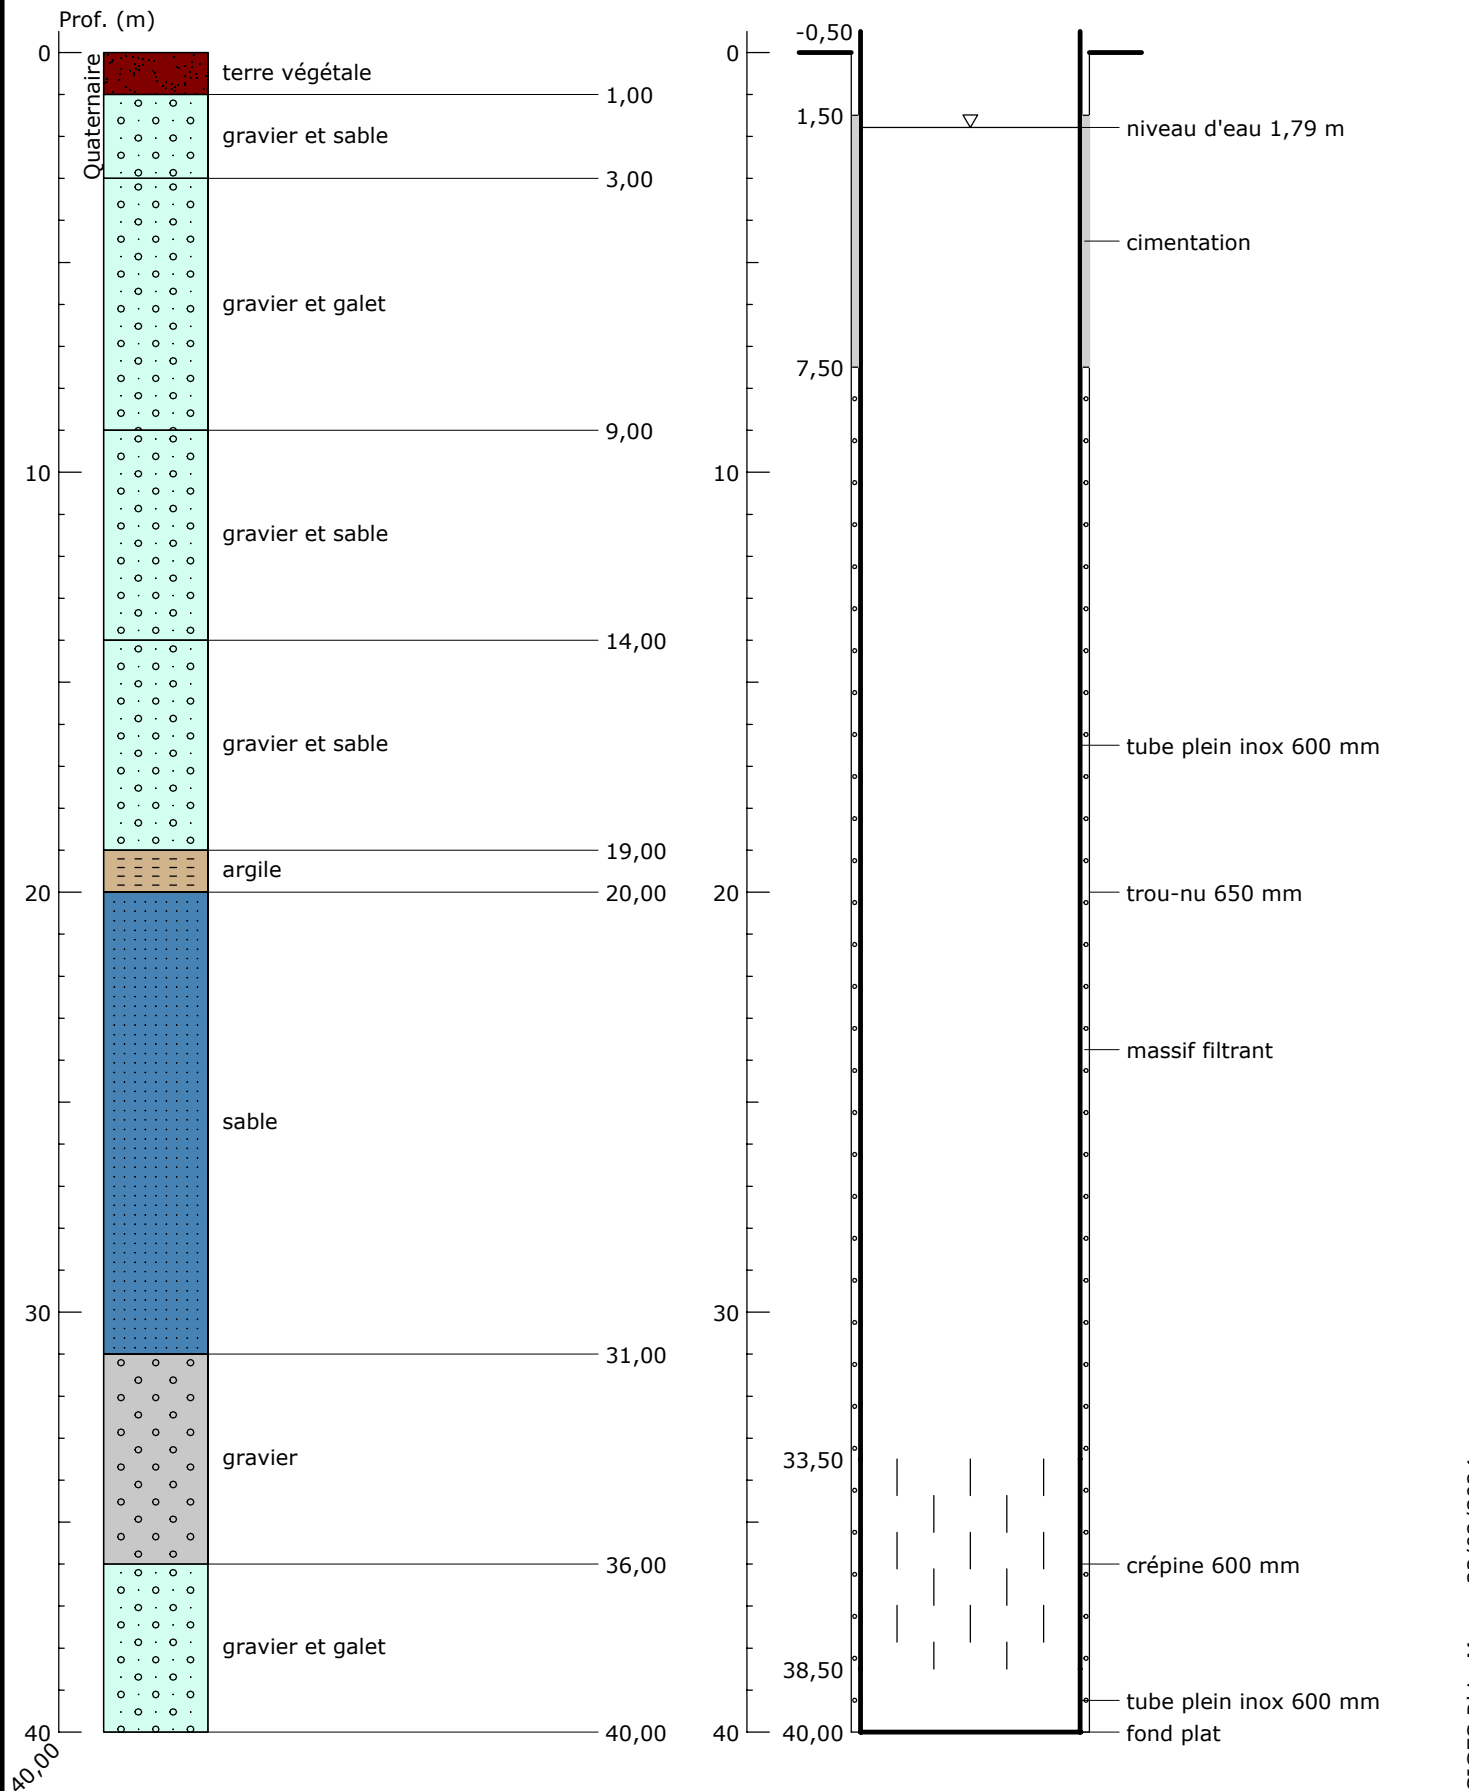 Prof. (m)
0
10
20
30
40
40,00
Quaternaire
terre végétale
1,00
gravier et sable
3,00
gravier et galet
9,00
gravier et sable
14,00
gravier et sable
19,00
argile
20,00
sable
31,00
gravier
36,00
gravier et galet
40,00
0
10
20
30
40
-0,50
1,50
7,50
33,50
38,50
40,00
niveau d'eau 1,79 m
cimentation
tube plein inox 600 mm
trou-nu 650 mm
massif filtrant
crépine 600 mm
tube plein inox 600 mm
fond plat